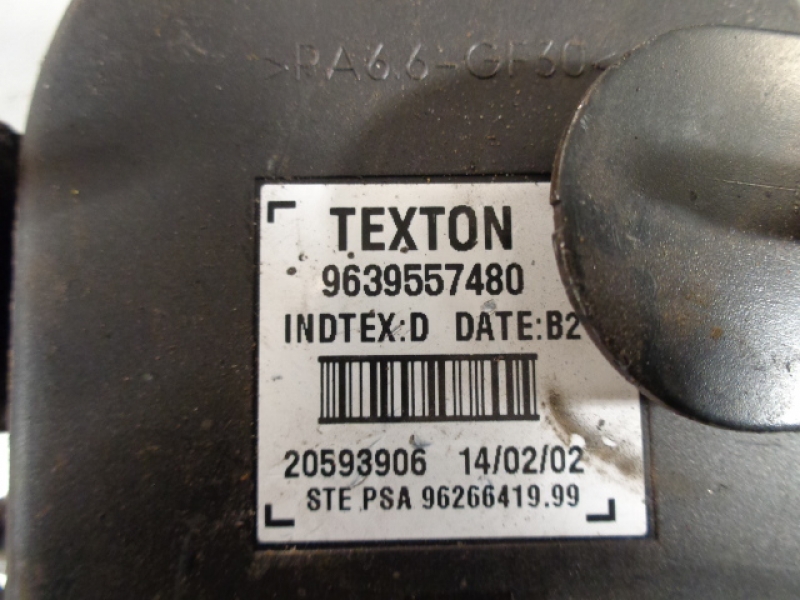 >PA6.6-GF30<
TEXTON
9639557480
INDTEX:D DATE:B2
20593906 14/02/02
STE PSA 96266419.99